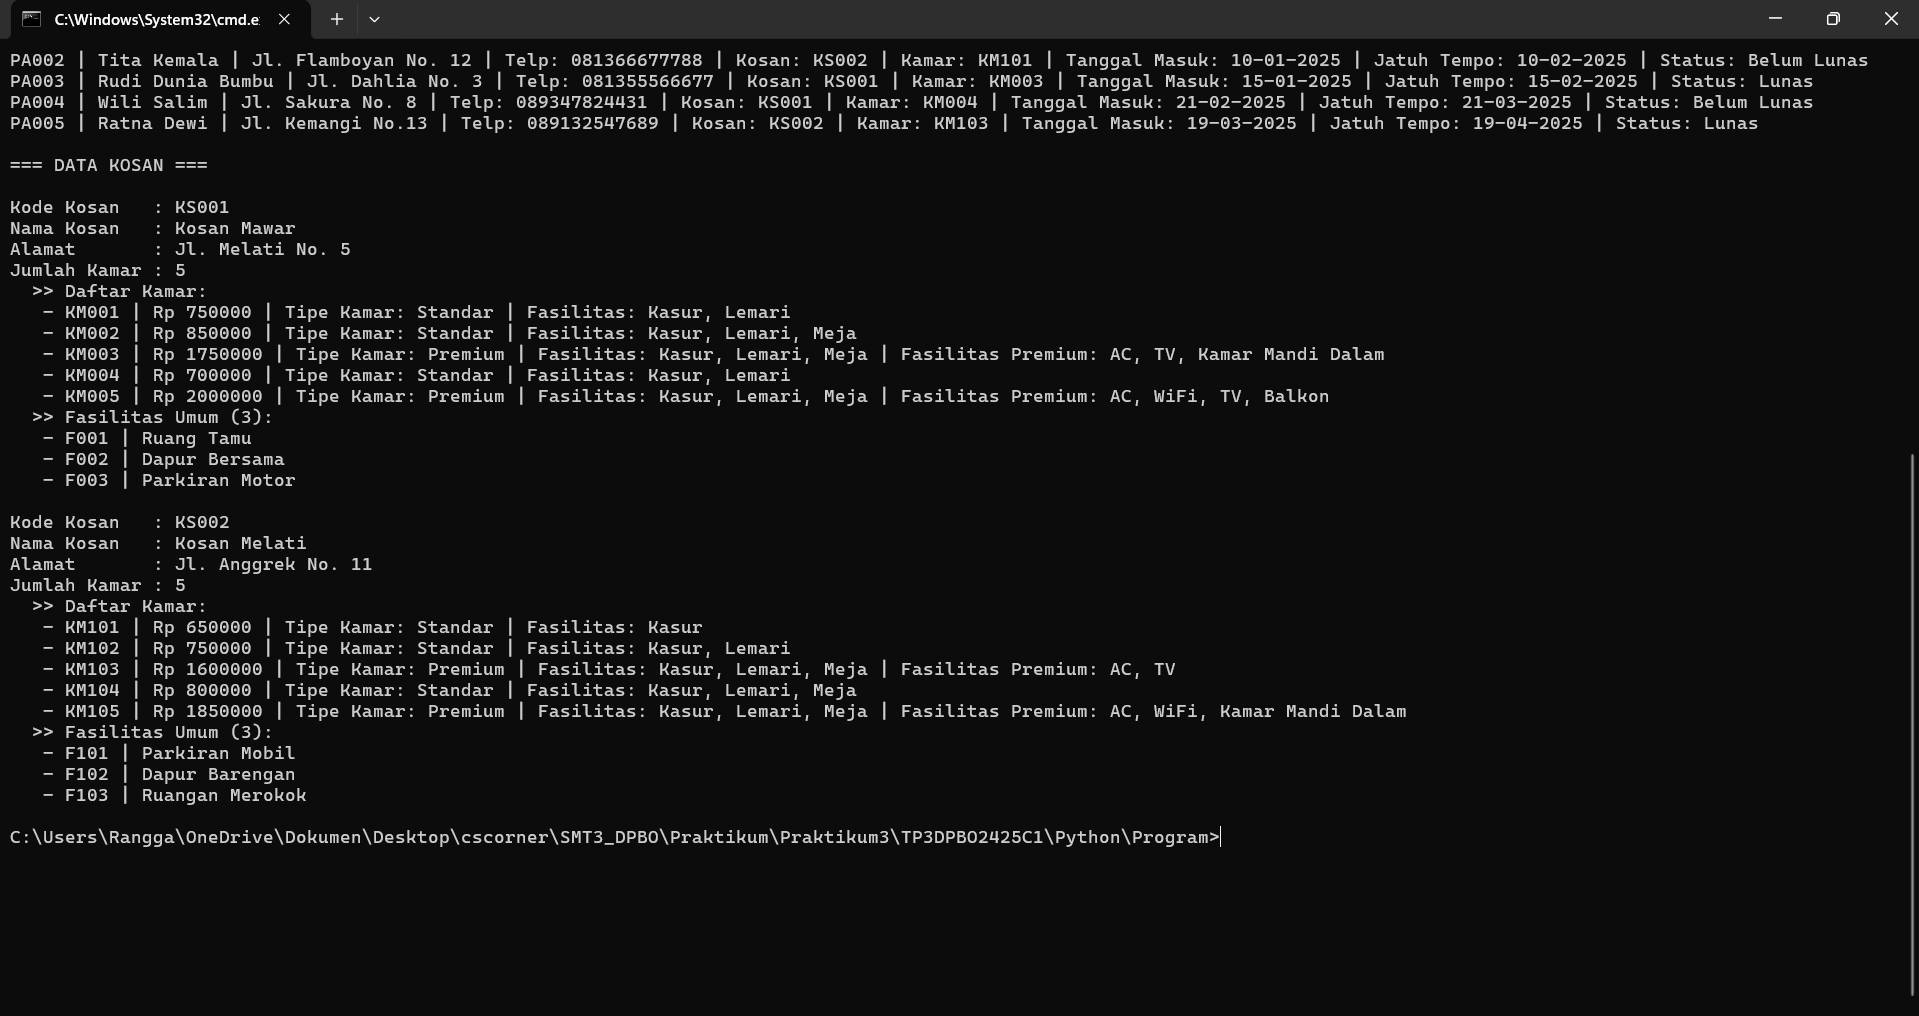 C:\Windows\System32\cmd.e
PA002 | Tita Kemala | Jl. Flamboyan No. 12 | Telp: 081366677788 | Kosan: KS002 | Kamar: KM101 | Tanggal Masuk: 10-01-2025 | Jatuh Tempo: 10-02-2025 | Status: Belum Lunas
PA003 | Rudi Dunia Bumbu | Jl. Dahlia No. 3 | Telp: 081355566677 | Kosan: KS001 | Kamar: KM003 | Tanggal Masuk: 15-01-2025 | Jatuh Tempo: 15-02-2025 | Status: Lunas
PA004 | Wili Salim | Jl. Sakura No. 8 | Telp: 089347824431 | Kosan: KS001 | Kamar: KM004 | Tanggal Masuk: 21-02-2025 | Jatuh Tempo: 21-03-2025 | Status: Belum Lunas
PA005 | Ratna Dewi | Jl. Kemangi No.13 | Telp: 089132547689 | Kosan: KS002 | Kamar: KM103 | Tanggal Masuk: 19-03-2025 | Jatuh Tempo: 19-04-2025 | Status: Lunas
=== DATA KOSAN ===
Kode Kosan   : KS001
Nama Kosan   : Kosan Mawar
Alamat       : Jl. Melati No. 5
Jumlah Kamar : 5
  >> Daftar Kamar:
   - KM001 | Rp 750000 | Tipe Kamar: Standar | Fasilitas: Kasur, Lemari
   - KM002 | Rp 850000 | Tipe Kamar: Standar | Fasilitas: Kasur, Lemari, Meja
   - KM003 | Rp 1750000 | Tipe Kamar: Premium | Fasilitas: Kasur, Lemari, Meja | Fasilitas Premium: AC, TV, Kamar Mandi Dalam
   - KM004 | Rp 700000 | Tipe Kamar: Standar | Fasilitas: Kasur, Lemari
   - KM005 | Rp 2000000 | Tipe Kamar: Premium | Fasilitas: Kasur, Lemari, Meja | Fasilitas Premium: AC, WiFi, TV, Balkon
  >> Fasilitas Umum (3):
   - F001 | Ruang Tamu
   - F002 | Dapur Bersama
   - F003 | Parkiran Motor
Kode Kosan   : KS002
Nama Kosan   : Kosan Melati
Alamat       : Jl. Anggrek No. 11
Jumlah Kamar : 5
  >> Daftar Kamar:
   - KM101 | Rp 650000 | Tipe Kamar: Standar | Fasilitas: Kasur
   - KM102 | Rp 750000 | Tipe Kamar: Standar | Fasilitas: Kasur, Lemari
   - KM103 | Rp 1600000 | Tipe Kamar: Premium | Fasilitas: Kasur, Lemari, Meja | Fasilitas Premium: AC, TV
   - KM104 | Rp 800000 | Tipe Kamar: Standar | Fasilitas: Kasur, Lemari, Meja
   - KM105 | Rp 1850000 | Tipe Kamar: Premium | Fasilitas: Kasur, Lemari, Meja | Fasilitas Premium: AC, WiFi, Kamar Mandi Dalam
  >> Fasilitas Umum (3):
   - F101 | Parkiran Mobil
   - F102 | Dapur Barengan
   - F103 | Ruangan Merokok
C:\Users\Rangga\OneDrive\Dokumen\Desktop\cscorner\SMT3_DPBO\Praktikum\Praktikum3\TP3DPBO2425C1\Python\Program>